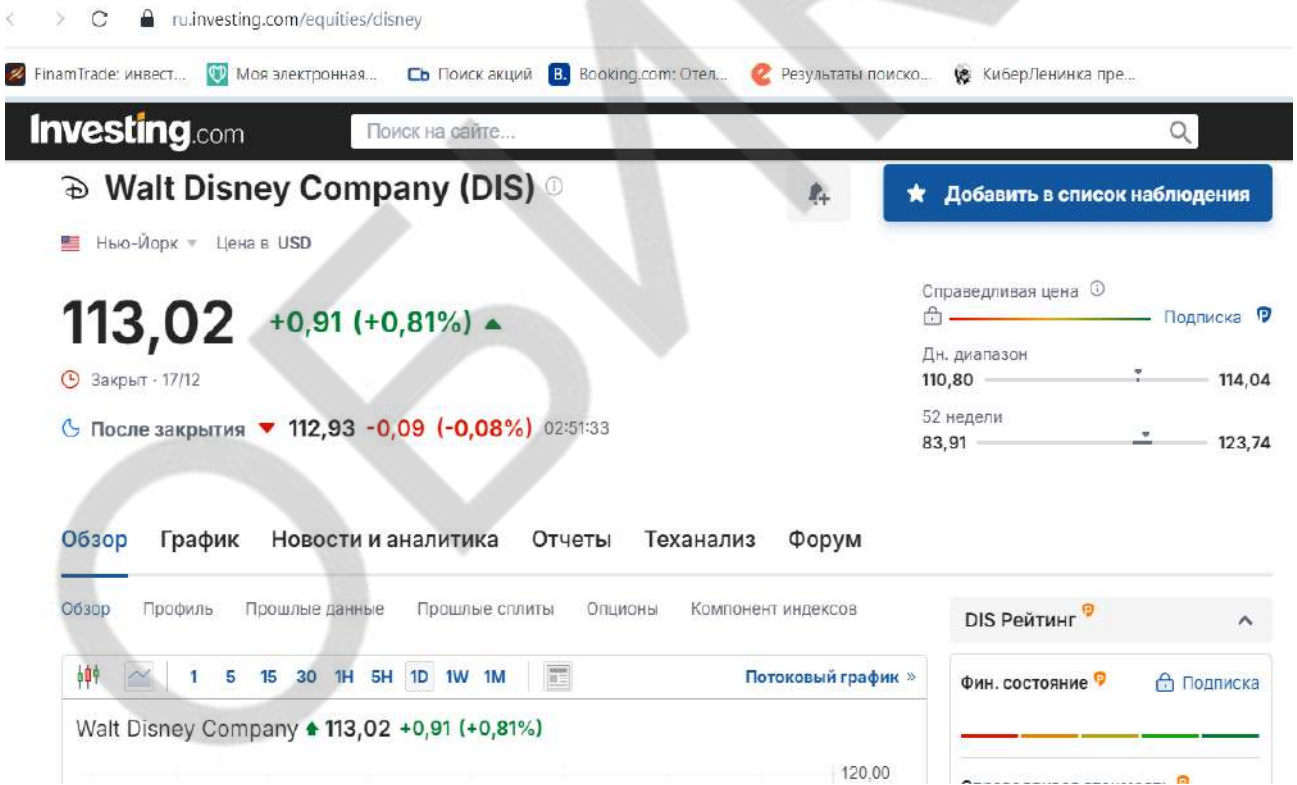 ru.investing.com/equities/disney
FinamTrade: инвест... Моя электронная... Поиск акций B. Booking.com: Отел... Результаты поиско... КиберЛенинка пре...
Investing.com Поиск на сайте...
Walt Disney Company (DIS)
Добавить в список наблюдения
Нью-Йорк Цена в USD
113,02 +0,91 (+0,81%)
Закрыт · 17/12
После закрытия 112,93 -0,09 (-0,08%) 02:51:33
Справедливая цена
Подписка
Дн. диапазон
110,80 114,04
52 недели
83,91 123,74
Обзор График Новости и аналитика Отчеты Теханализ Форум
Обзор Профиль Прошлые данные Прошлые сплиты Опционы Компонент индексов
1 5 15 30 1H 5H 1D 1W 1M Потоковый график »
Walt Disney Company 113,02 +0,91 (+0,81%)
120,00
DIS Рейтинг
Фин. состояние Подписка